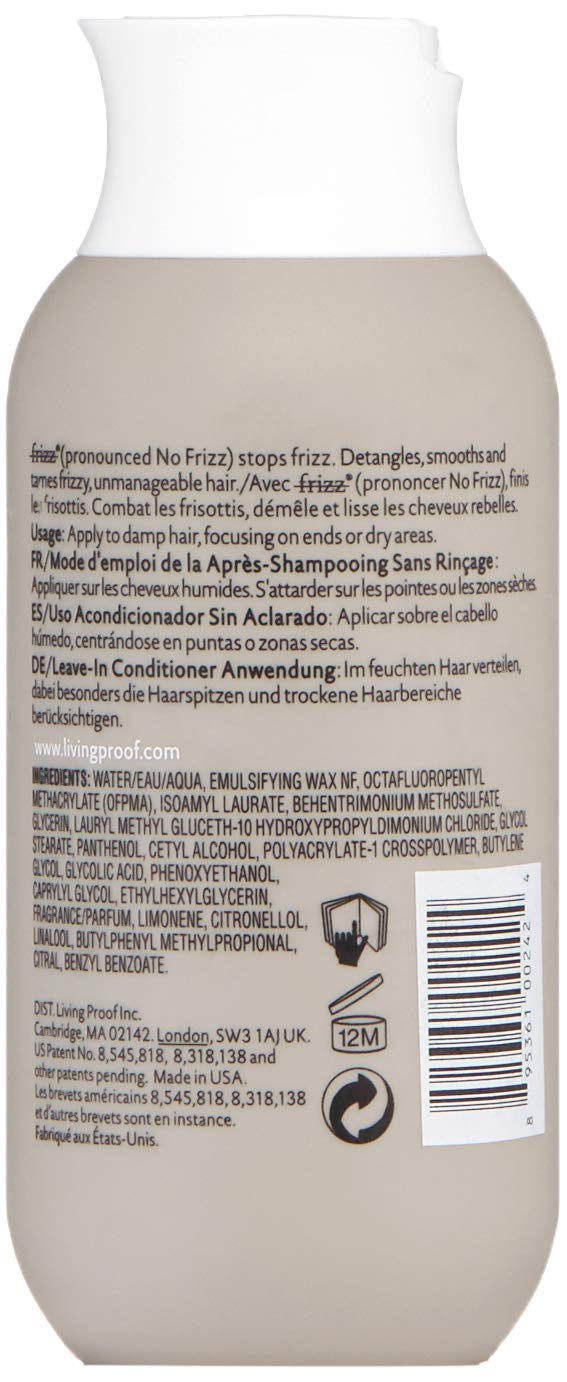 frizz®(pronounced No Frizz) stops frizz. Detangles, smooths and
tames frizzy, unmanageable hair./Avec frizz® (prononcer No Frizz), finis
les frisottis. Combat les frisottis, démêle et lisse les cheveux rebelles.
Usage: Apply to damp hair, focusing on ends or dry areas.
FR/Mode d'emploi de la Après-Shampooing Sans Rinçage:
Appliquer sur les cheveux humides. S'attarder sur les pointes ou les zones sèches.
ES/Uso Acondicionador Sin Aclarado: Aplicar sobre el cabello
húmedo, centrándose en puntas o zonas secas.
DE/Leave-In Conditioner Anwendung: Im feuchten Haar verteilen,
dabei besonders die Haarspitzen und trockene Haarbereiche
berücksichtigen.
www.livingproof.com
INGREDIENTS: WATER/EAU/AQUA, EMULSIFYING WAX NF, OCTAFLUOROPENTYL
METHACRYLATE (OFPMA), ISOAMYL LAURATE, BEHENTRIMONIUM METHOSULFATE,
GLYCERIN, LAURYL METHYL GLUCETH-10 HYDROXYPROPYLDIMONIUM CHLORIDE, GLYCOL
STEARATE, PANTHENOL, CETYL ALCOHOL, POLYACRYLATE-1 CROSSPOLYMER, BUTYLENE
GLYCOL, GLYCOLIC ACID, PHENOXYETHANOL,
CAPRYLYL GLYCOL, ETHYLHEXYLGLYCERIN,
FRAGRANCE/PARFUM, LIMONENE, CITRONELLOL,
LINALOOL, BUTYLPHENYL METHYLPROPIONAL,
CITRAL, BENZYL BENZOATE.
DIST. Living Proof Inc.
Cambridge, MA 02142. London, SW3 1AJ UK.
US Patent No. 8,545,818, 8,318,138 and
other patents pending. Made in USA.
Les brevets américains 8,545,818, 8,318,138
et d'autres brevets sont en instance.
Fabriqué aux États-Unis.
12M
8 95361 00242 4